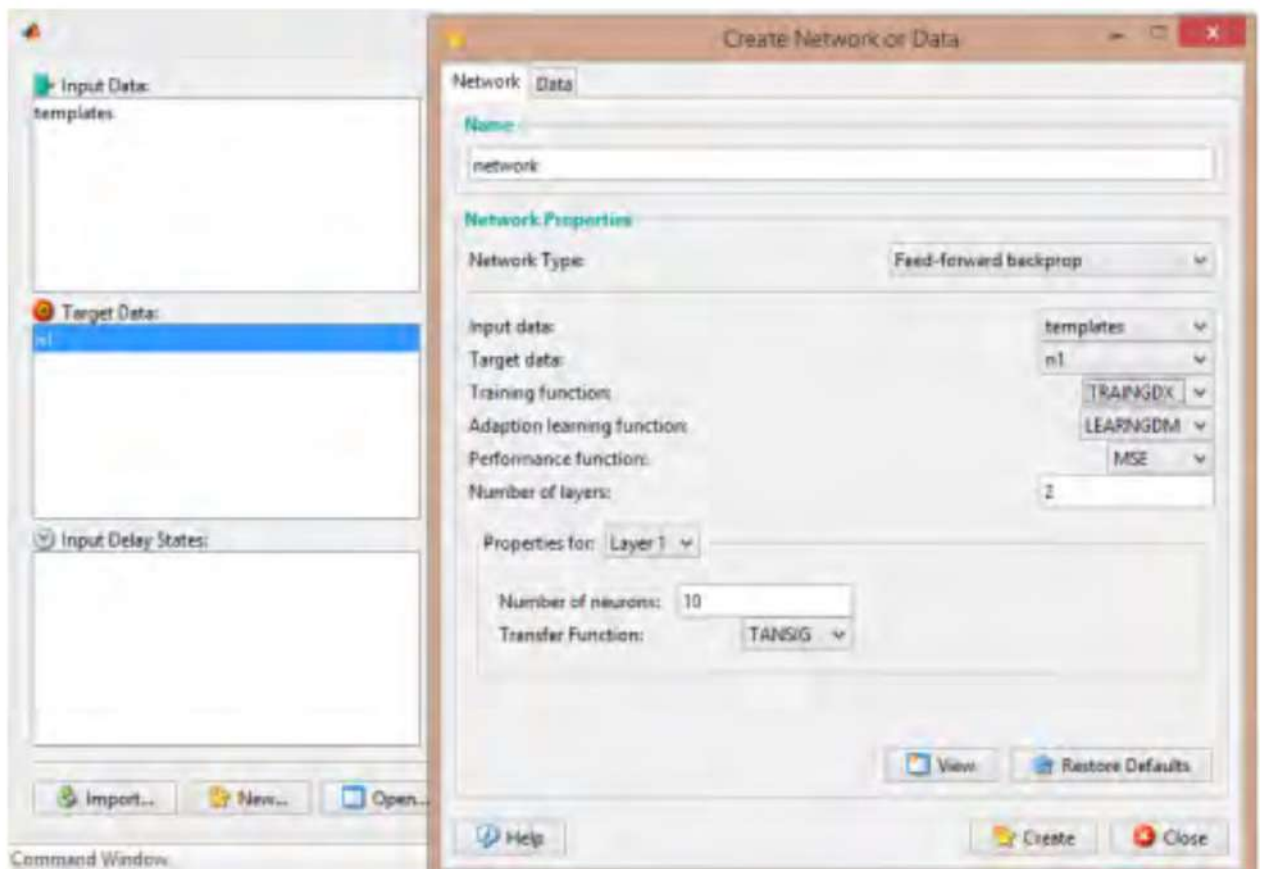 Create Network or Data
Input Data:
templates
Target Data:
n1
Input Delay States:
Import...
New...
Open...
Command Window
Network
Data
Name
network
Network Properties
Network Type:
Feed-forward backprop
Input data:
templates
Target data:
n1
Training function:
TRAINGDX
Adaption learning function:
LEARNGDM
Performance function:
MSE
Number of layers:
2
Properties for:
Layer 1
Number of neurons:
10
Transfer Function:
TANSIG
View
Restore Defaults
Help
Create
Close